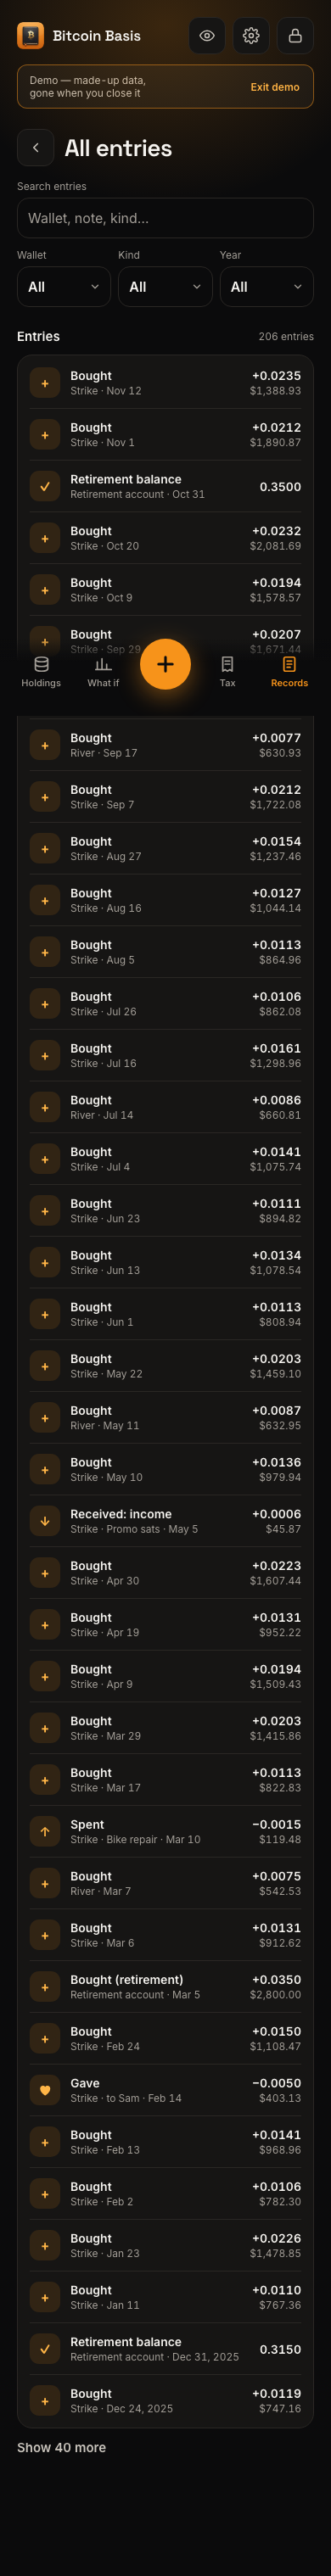 Bitcoin Basis
Demo — made-up data,
gone when you close it
Exit demo
All entries
Search entries
Wallet, note, kind...
Wallet
Kind
Year
All
All
All
Entries
206 entries
Bought
+0.0235
Strike · Nov 12
$1,388.93
Bought
+0.0212
Strike · Nov 1
$1,890.87
Retirement balance
0.3500
Retirement account · Oct 31
Bought
+0.0232
Strike · Oct 20
$2,081.69
Bought
+0.0194
Strike · Oct 9
$1,578.57
Bought
+0.0207
Strike · Sep 29
$1,471.45
Holdings
What if
Tax
Records
Bought
+0.0077
River · Sep 17
$630.93
Bought
+0.0212
Strike · Sep 7
$1,722.08
Bought
+0.0154
Strike · Aug 27
$1,237.46
Bought
+0.0127
Strike · Aug 16
$1,044.14
Bought
+0.0113
Strike · Aug 5
$864.96
Bought
+0.0106
Strike · Jul 26
$862.08
Bought
+0.0161
Strike · Jul 16
$1,298.96
Bought
+0.0086
River · Jul 14
$660.81
Bought
+0.0141
Strike · Jul 4
$1,075.74
Bought
+0.0111
Strike · Jun 23
$894.82
Bought
+0.0134
Strike · Jun 13
$1,078.54
Bought
+0.0113
Strike · Jun 1
$808.94
Bought
+0.0203
Strike · May 22
$1,459.10
Bought
+0.0087
River · May 11
$632.95
Bought
+0.0136
Strike · May 10
$979.94
Received: income
+0.0006
Strike · Promo sats · May 5
$45.87
Bought
+0.0223
Strike · Apr 30
$1,607.44
Bought
+0.0131
Strike · Apr 19
$952.22
Bought
+0.0194
Strike · Apr 9
$1,509.43
Bought
+0.0203
Strike · Mar 29
$1,415.86
Bought
+0.0113
Strike · Mar 17
$822.83
Spent
−0.0015
Strike · Bike repair · Mar 10
$119.48
Bought
+0.0075
River · Mar 7
$542.53
Bought
+0.0131
Strike · Mar 6
$912.62
Bought (retirement)
+0.0350
Retirement account · Mar 5
$2,800.00
Bought
+0.0150
Strike · Feb 24
$1,108.47
Gave
−0.0050
Strike · to Sam · Feb 14
$403.13
Bought
+0.0141
Strike · Feb 13
$968.96
Bought
+0.0106
Strike · Feb 2
$782.30
Bought
+0.0226
Strike · Jan 23
$1,478.85
Bought
+0.0110
Strike · Jan 11
$767.36
Retirement balance
0.3150
Retirement account · Dec 31, 2025
Bought
+0.0119
Strike · Dec 24, 2025
$747.16
Show 40 more